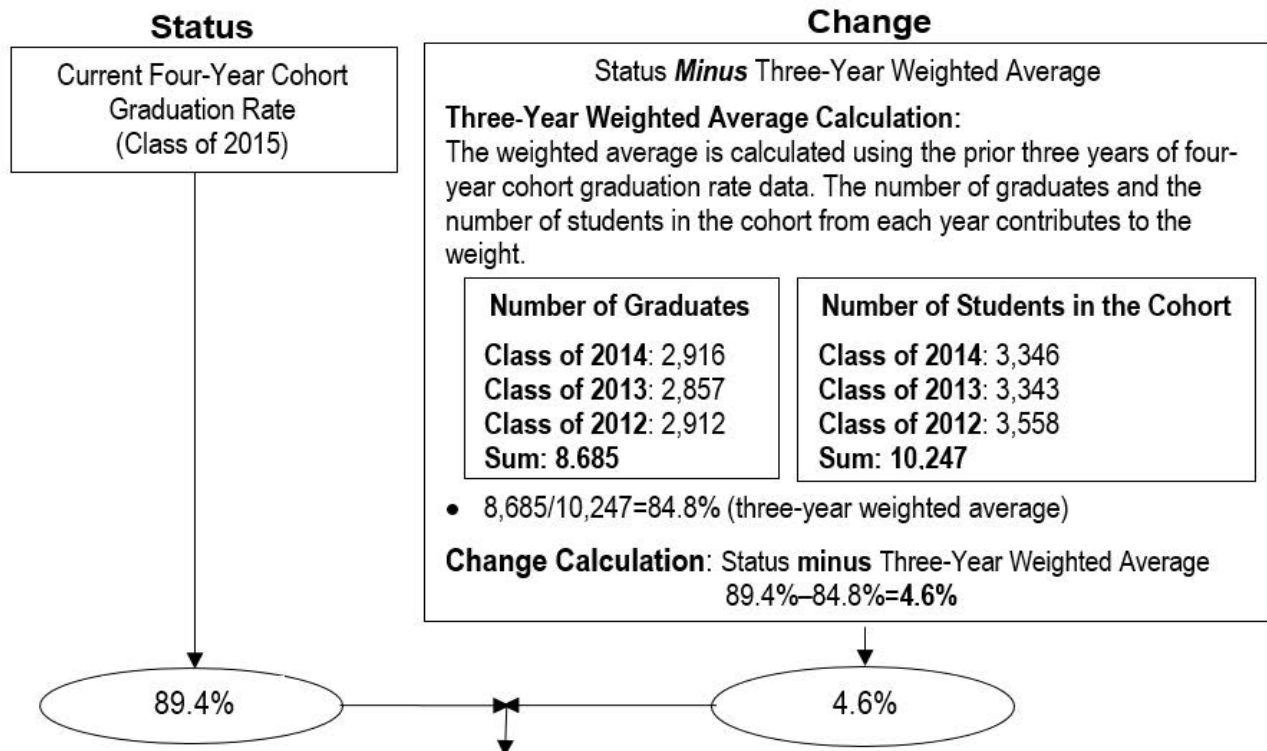 Status
Current Four-Year Cohort
Graduation Rate
(Class of 2015)
Change
Status Minus Three-Year Weighted Average
Three-Year Weighted Average Calculation:
The weighted average is calculated using the prior three years of four-
year cohort graduation rate data. The number of graduates and the
number of students in the cohort from each year contributes to the
weight.
Number of Graduates
Class of 2014: 2,916
Class of 2013: 2,857
Class of 2012: 2,912
Sum: 8.685
Number of Students in the Cohort
Class of 2014: 3,346
Class of 2013: 3,343
Class of 2012: 3,558
Sum: 10.247
• 8,685/10,247=84.8% (three-year weighted average)
Change Calculation: Status minus Three-Year Weighted Average
89.4%–84.8%=4.6%
89.4%
4.6%